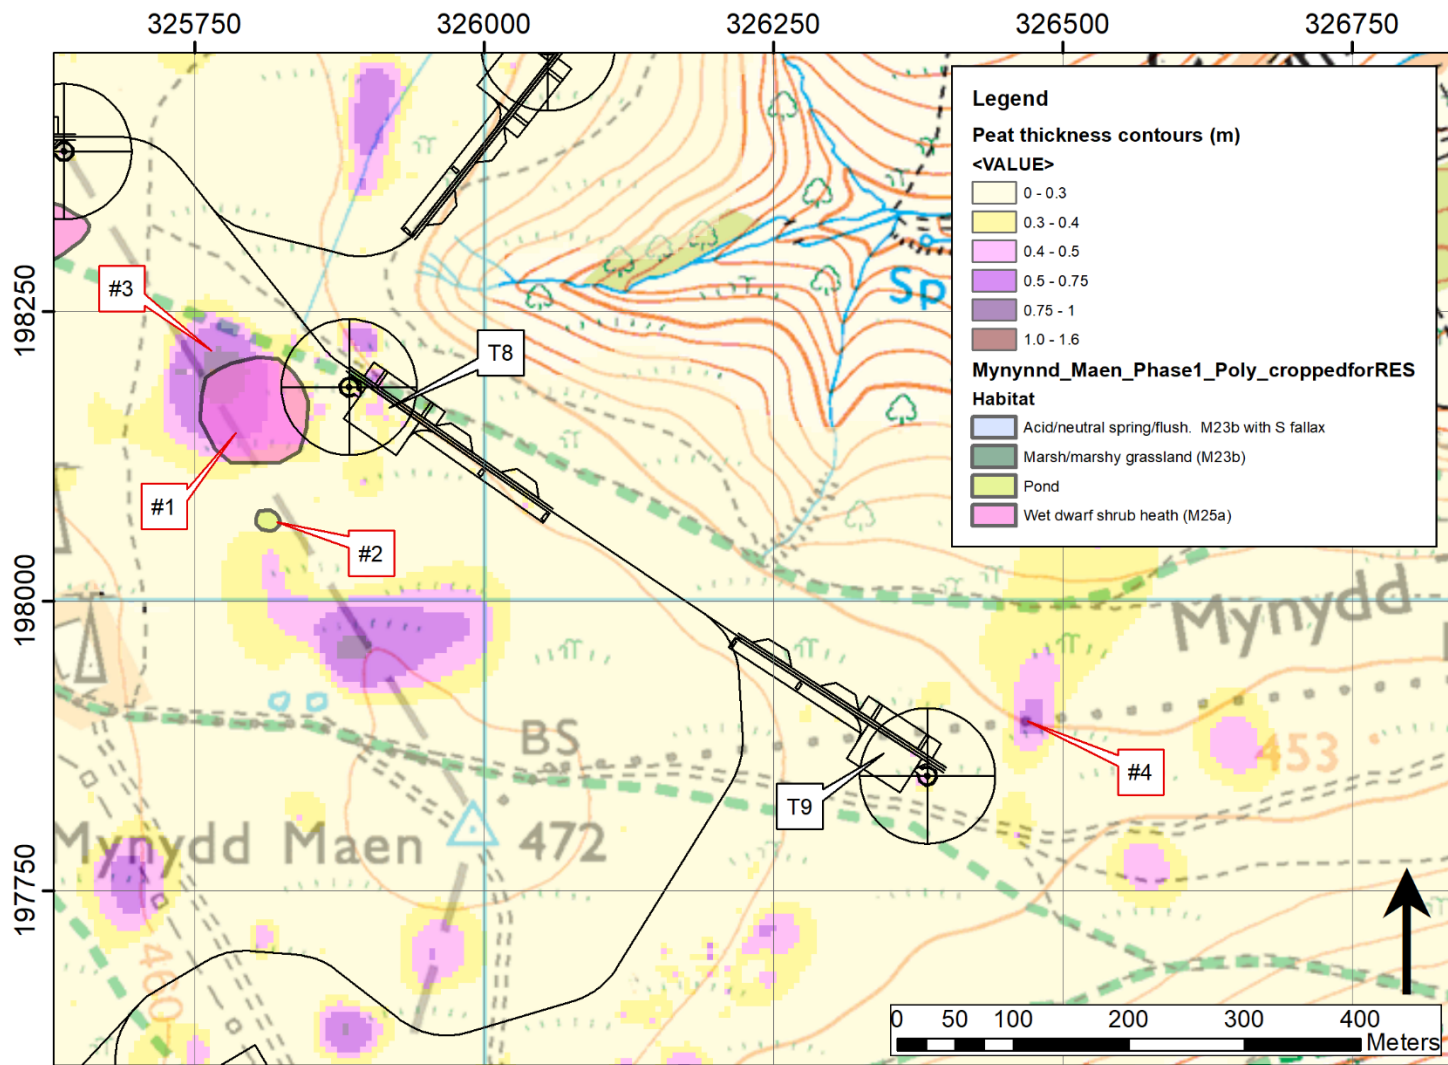 325750
326000
326250
326500
326750
198250
198000
197750
Legend
Peat thickness contours (m)
<VALUE>
0 - 0.3
0.3 - 0.4
0.4 - 0.5
0.5 - 0.75
0.75 - 1
1.0 - 1.6
Mynynnd_Maen_Phase1_Poly_croppedforRES
Habitat
Acid/neutral spring/flush. M23b with S fallax
Marsh/marshy grassland (M23b)
Pond
Wet dwarf shrub heath (M25a)
Sp
#3
T8
#1
#2
Mynydd
BS
453
#4
T9
Mynydd Maen
472
460
0 50 100 200 300 400
Meters